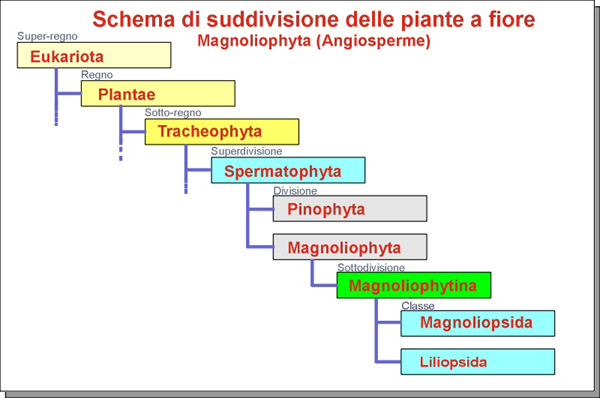 Schema di suddivisione delle piante a fiore
Magnoliophyta (Angiosperme)
Super-regno
Eukariota
Regno
Plantae
Sotto-regno
Tracheophyta
Superdivisione
Spermatophyta
Divisione
Pinophyta
Magnoliophyta
Sottodivisione
Magnoliophytina
Classe
Magnoliopsida
Liliopsida